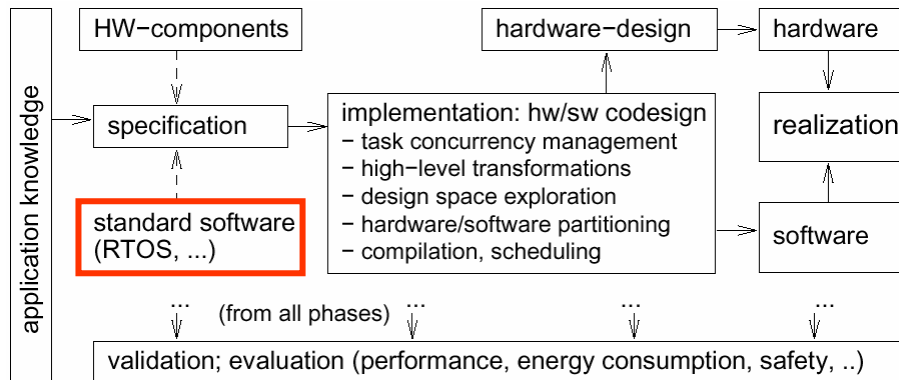 application knowledge
HW−components
hardware−design
hardware
specification
implementation: hw/sw codesign
− task concurrency management
− high−level transformations
− design space exploration
− hardware/software partitioning
− compilation, scheduling
realization
standard software
(RTOS, ...)
software
... (from all phases) ... ... ...
validation; evaluation (performance, energy consumption, safety, ..)